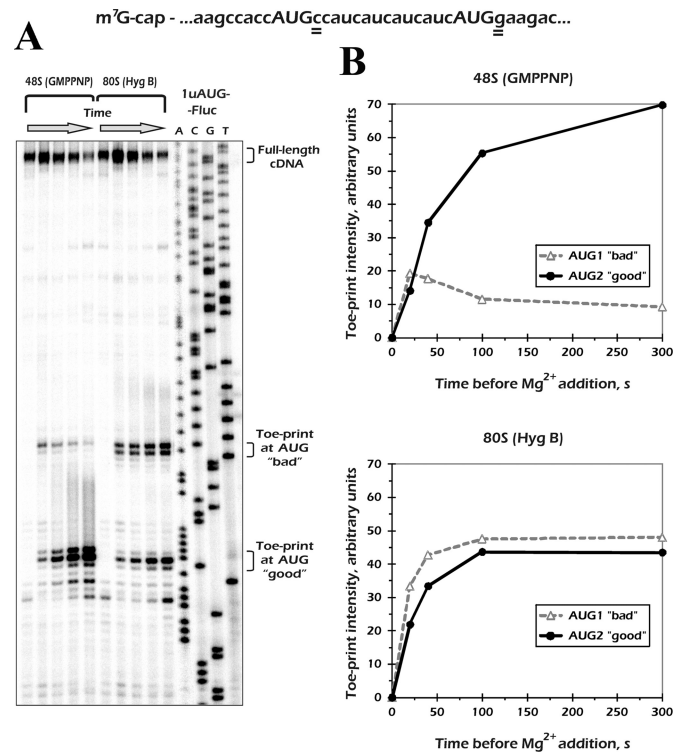 m⁷G-cap - ...aagccaccAUGccaucaucaucaucAUGgaagac...
A
48S (GMPPNP) 80S (Hyg B)
Time
1uAUG-
-Fluc
A C G T
Full-length
cDNA
Toe-print
at AUG
“bad”
Toe-print
at AUG
“good”
B
48S (GMPPNP)
Toe-print intensity, arbitrary units
70
60
50
40
30
20
10
0
AUG1 "bad"
AUG2 "good"
0 50 100 150 200 250 300
Time before Mg²⁺ addition, s
80S (Hyg B)
Toe-print intensity, arbitrary units
70
60
50
40
30
20
10
0
AUG1 "bad"
AUG2 "good"
0 50 100 150 200 250 300
Time before Mg²⁺ addition, s